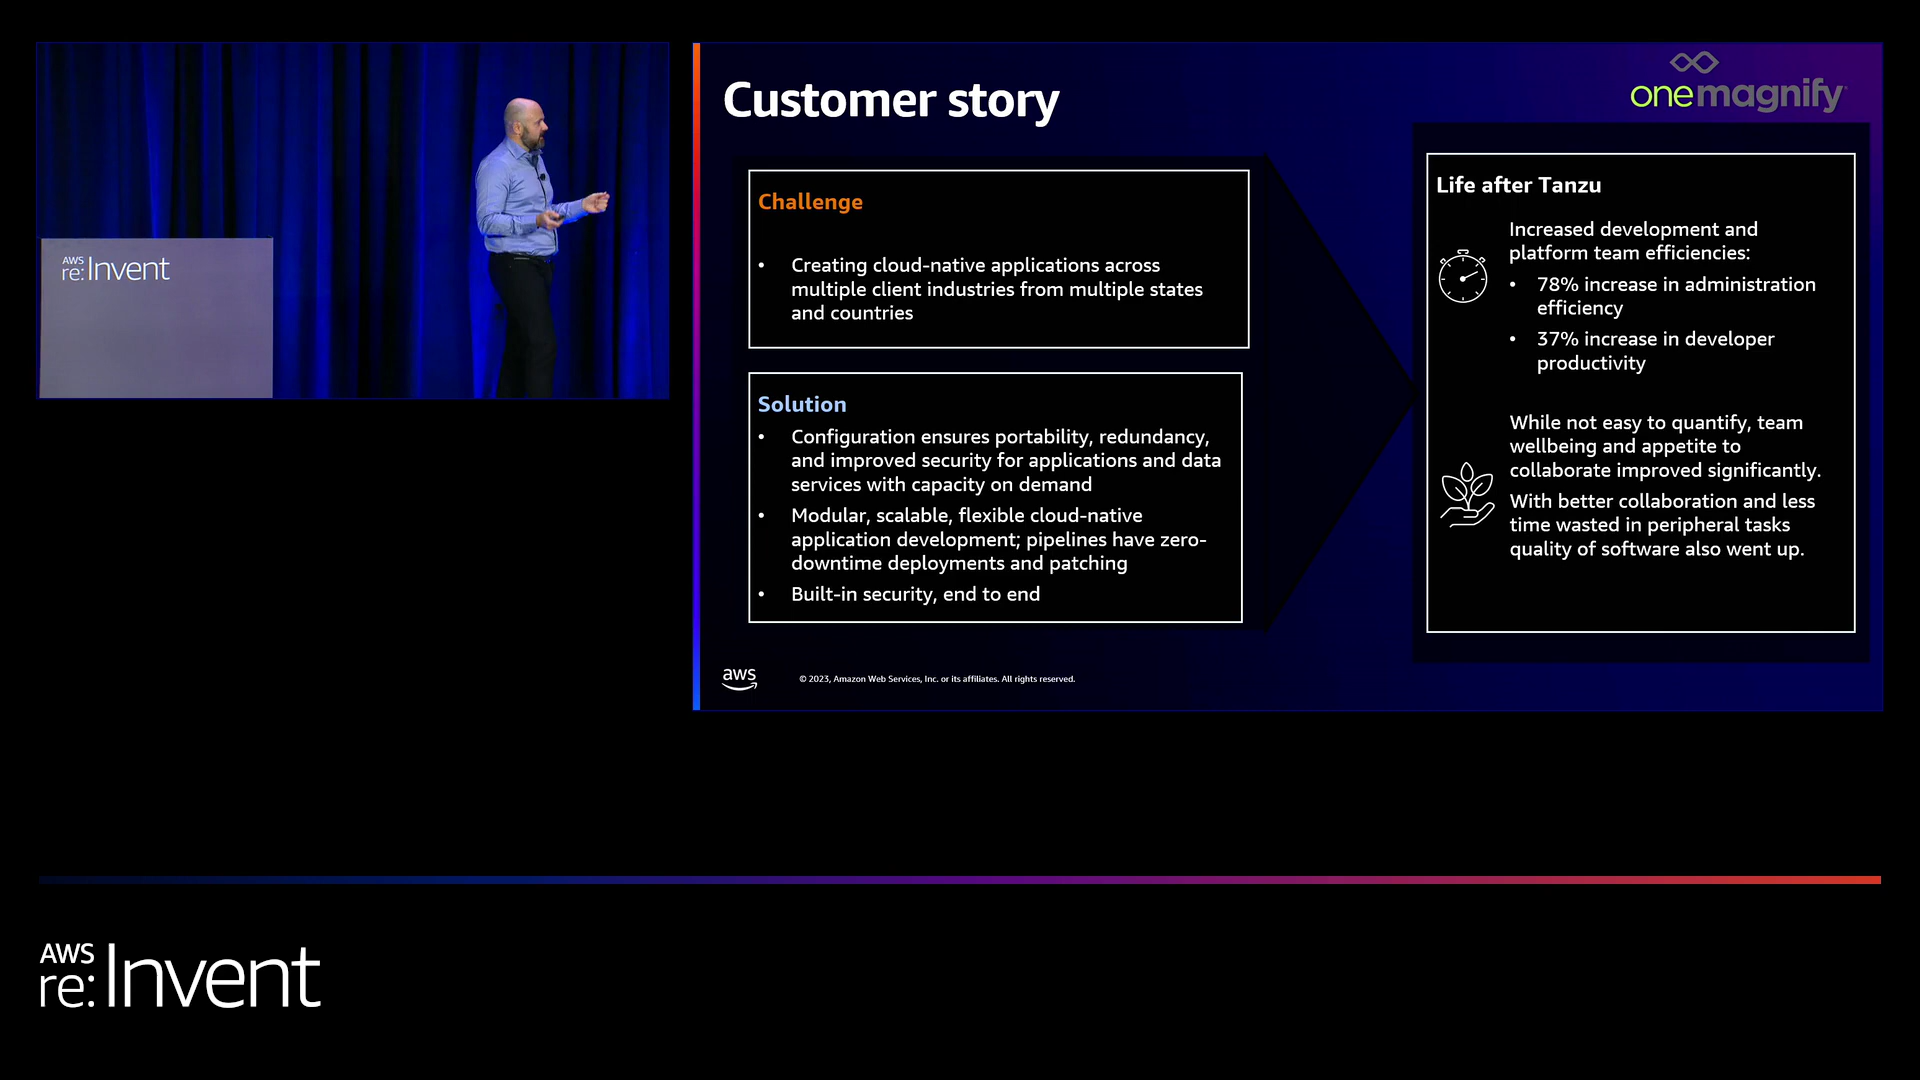 AWS
re:Invent
Customer story
onemagnify
Challenge
• Creating cloud-native applications across
multiple client industries from multiple states
and countries
Solution
• Configuration ensures portability, redundancy,
and improved security for applications and data
services with capacity on demand
• Modular, scalable, flexible cloud-native
application development; pipelines have zero-
downtime deployments and patching
• Built-in security, end to end
Life after Tanzu
Increased development and
platform team efficiencies:
• 78% increase in administration
efficiency
• 37% increase in developer
productivity
While not easy to quantify, team
wellbeing and appetite to
collaborate improved significantly.
With better collaboration and less
time wasted in peripheral tasks
quality of software also went up.
aws
© 2023, Amazon Web Services, Inc. or its affiliates. All rights reserved.
AWS
re:Invent